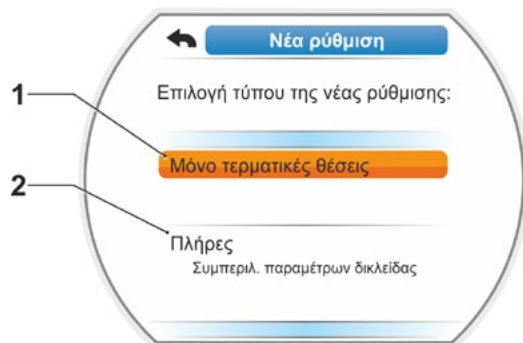 Νέα ρύθμιση
Επιλογή τύπου της νέας ρύθμισης:
1
Μόνο τερματικές θέσεις
2
Πλήρες
Συμπεριλ. παραμέτρων δικλείδας